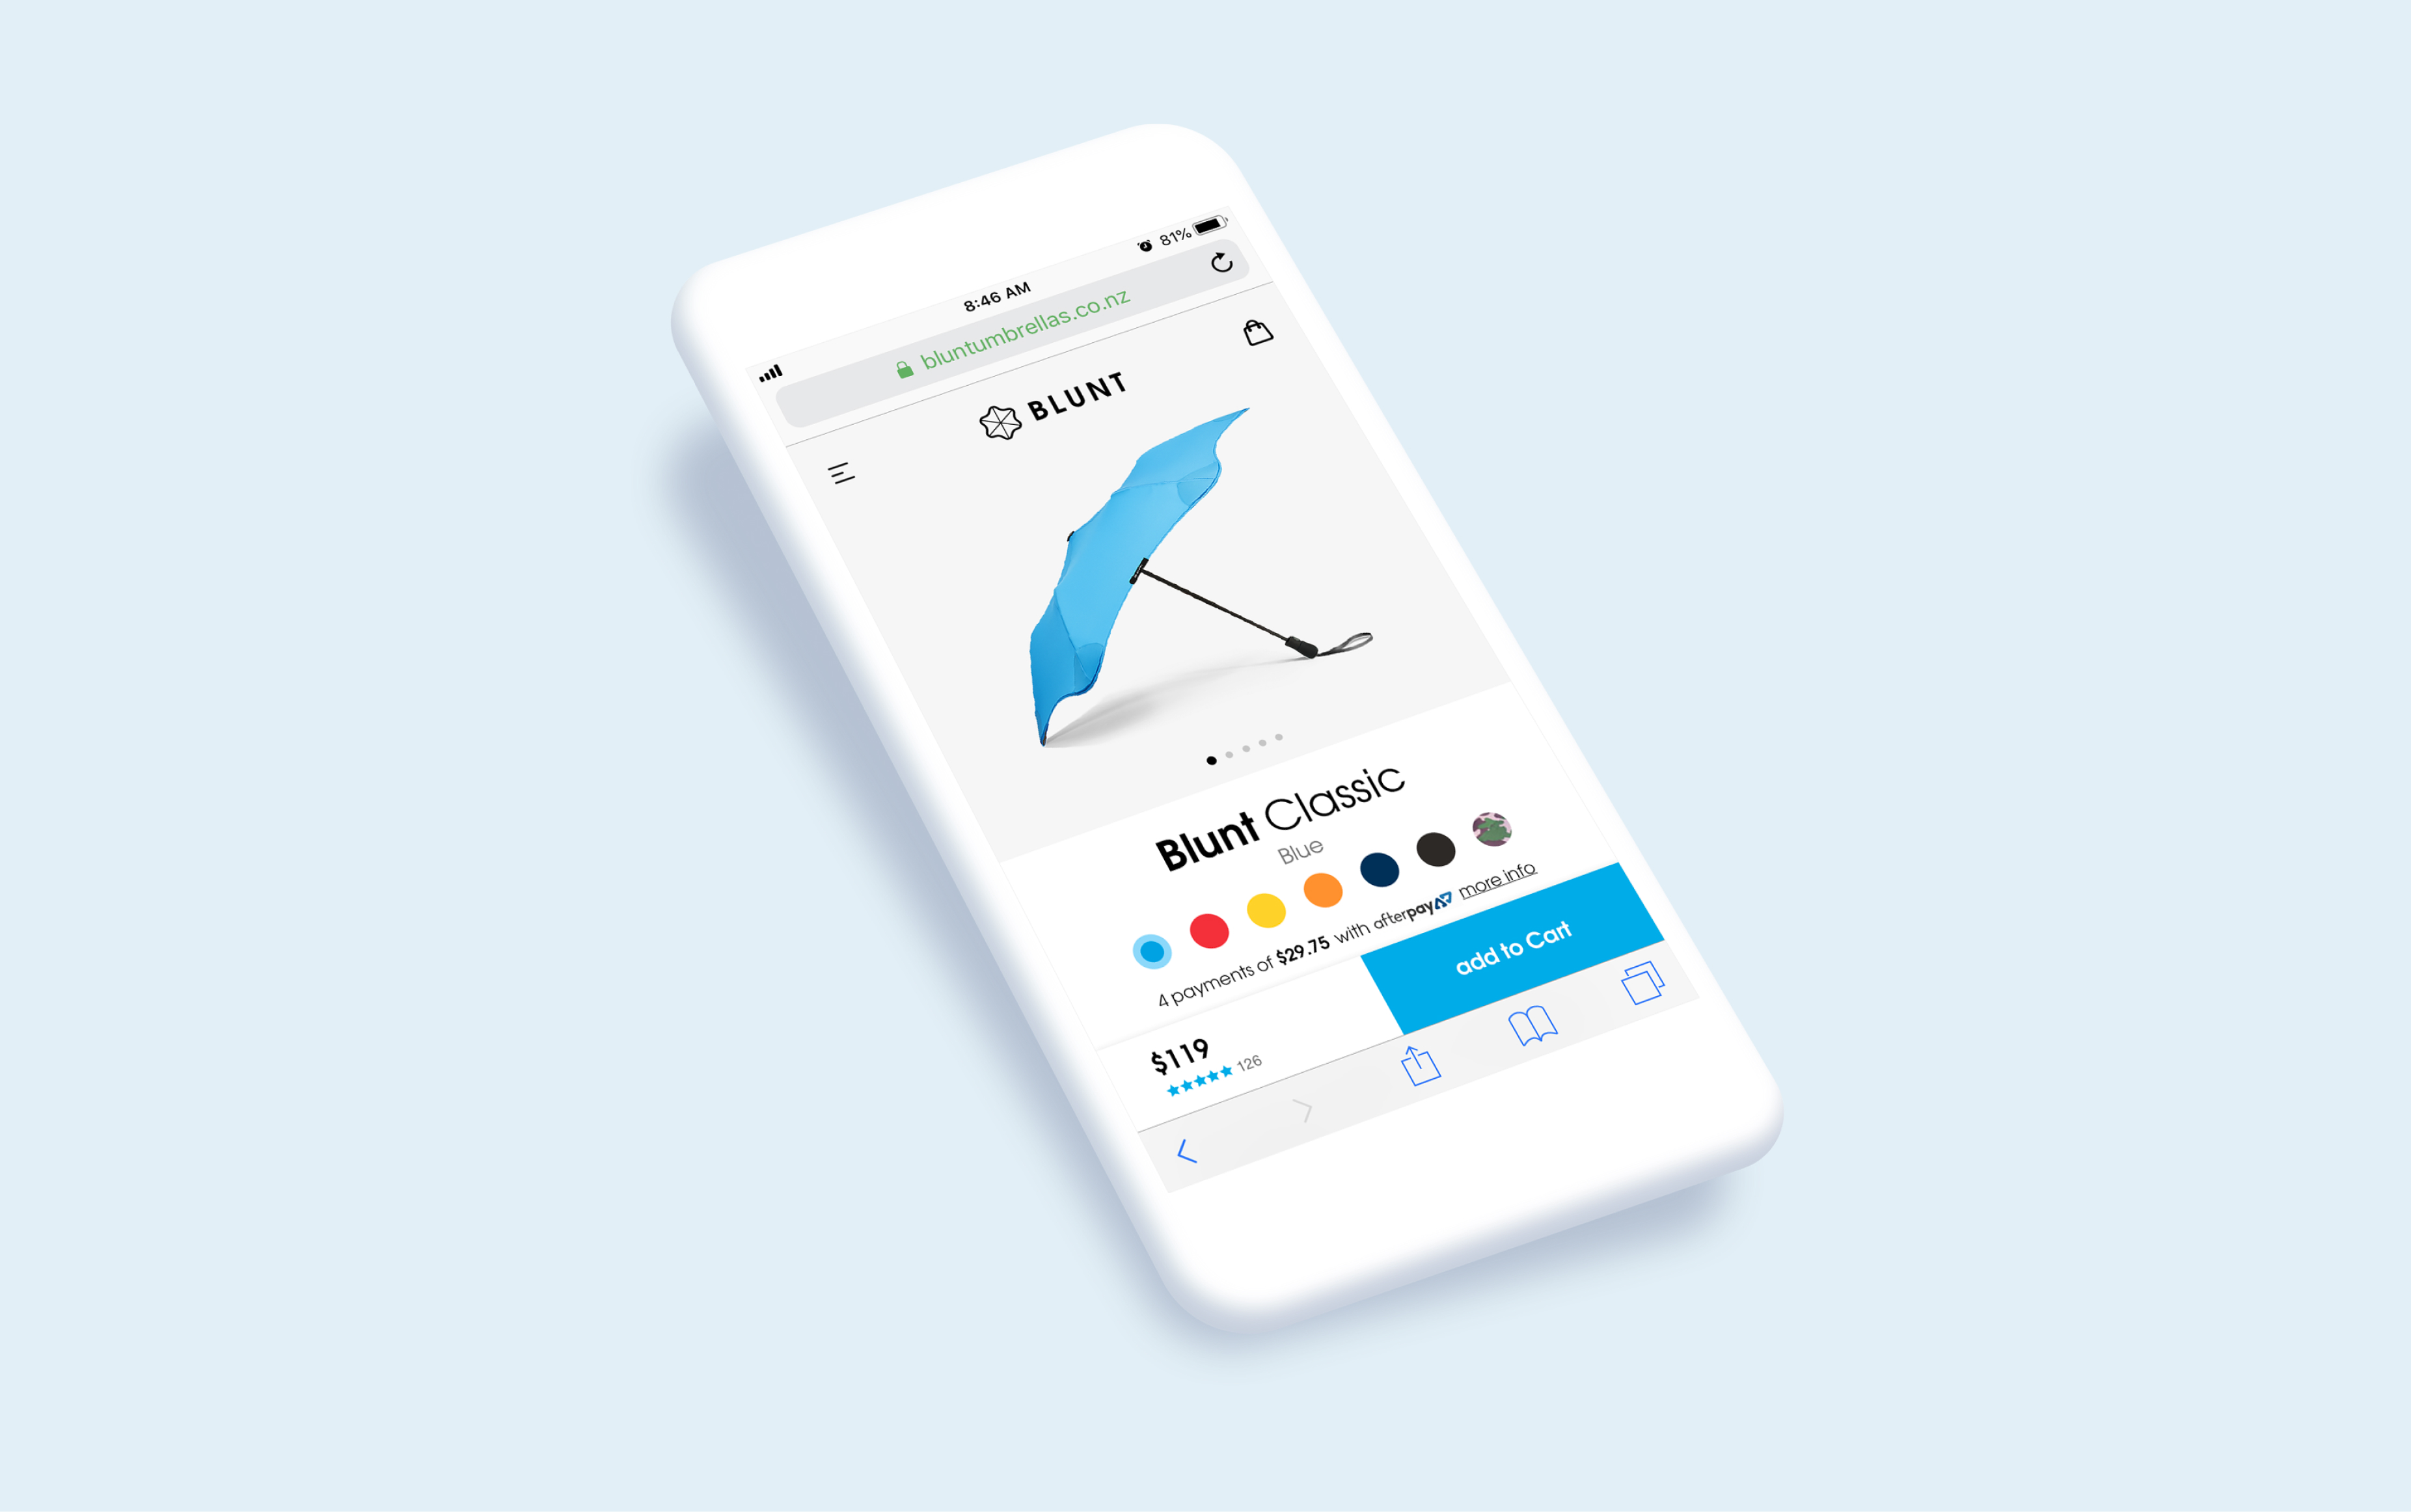 8:46 AM
81%
bluntumbrellas.co.nz
BLUNT
Blunt Classic
Blue
4 payments of $29.75 with afterpay more info
$119
126
add to Cart